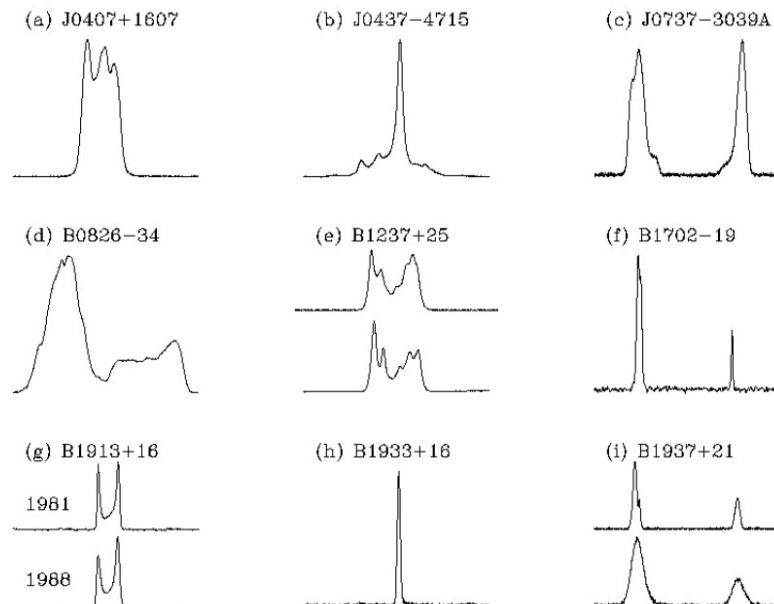 (a) J0407+1607
(b) J0437−4715
(c) J0737−3039A
(d) B0826−34
(e) B1237+25
(f) B1702−19
(g) B1913+16
(h) B1933+16
(i) B1937+21
1981
1988